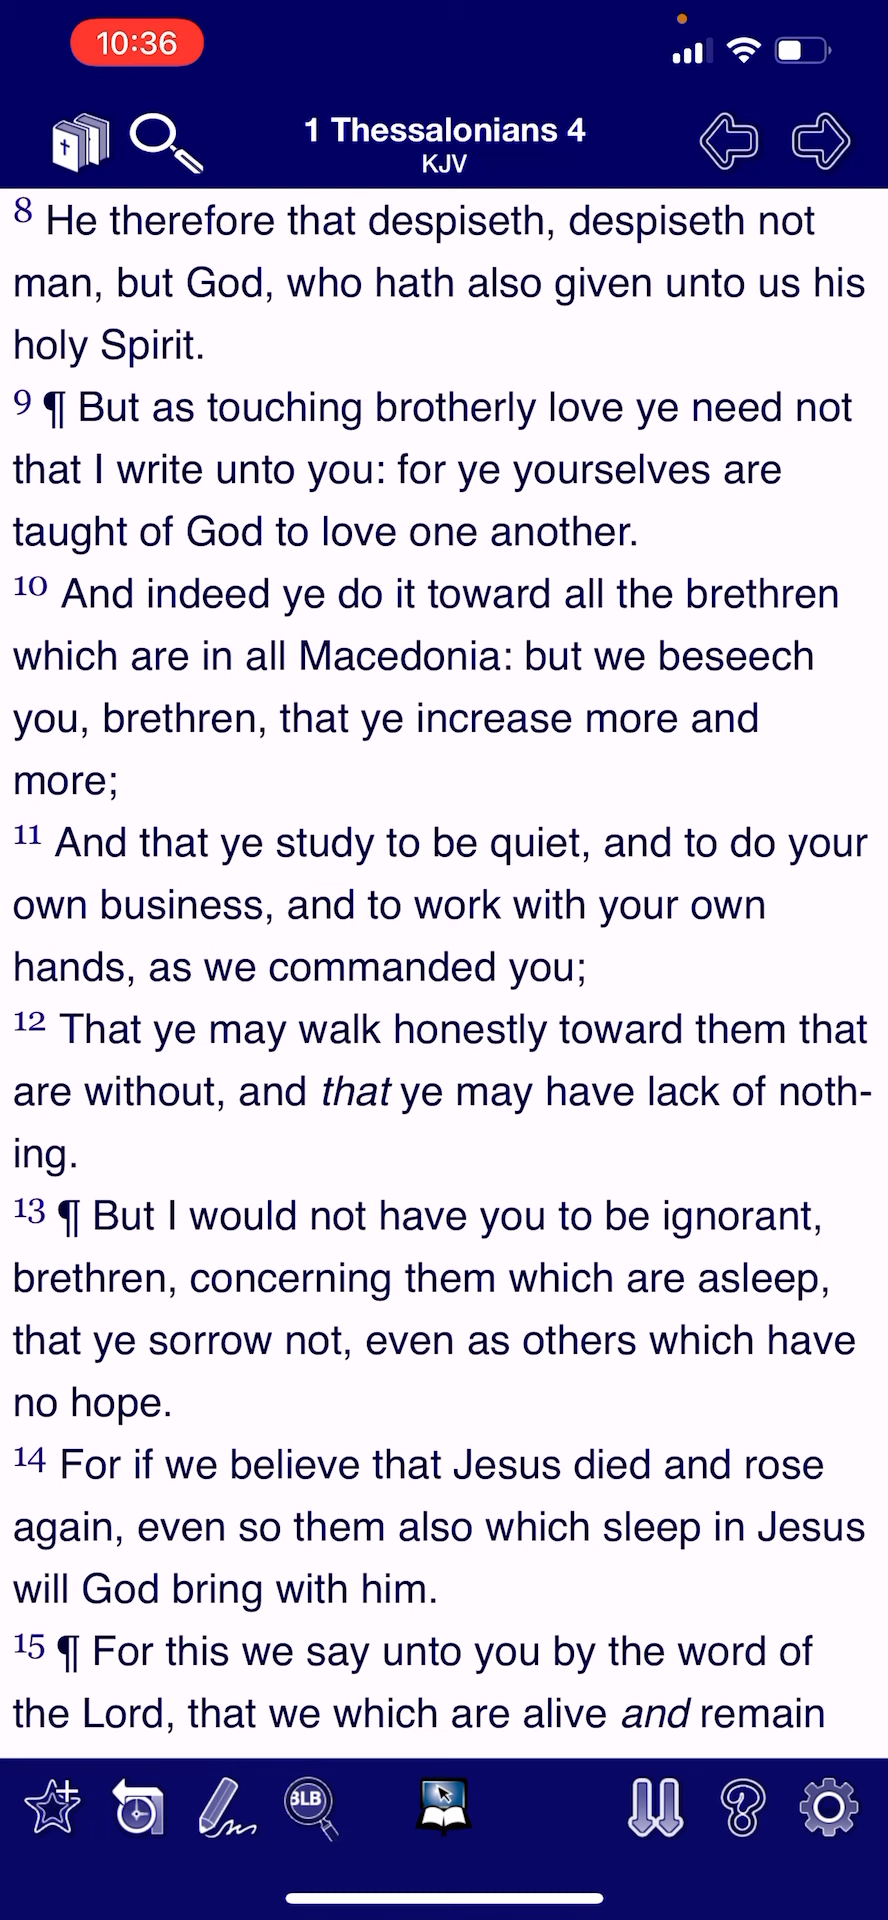 10:36
1 Thessalonians 4
KJV
8 He therefore that despiseth, despiseth not
man, but God, who hath also given unto us his
holy Spirit.
9 ¶ But as touching brotherly love ye need not
that I write unto you: for ye yourselves are
taught of God to love one another.
10 And indeed ye do it toward all the brethren
which are in all Macedonia: but we beseech
you, brethren, that ye increase more and
more;
11 And that ye study to be quiet, and to do your
own business, and to work with your own
hands, as we commanded you;
12 That ye may walk honestly toward them that
are without, and that ye may have lack of noth-
ing.
13 ¶ But I would not have you to be ignorant,
brethren, concerning them which are asleep,
that ye sorrow not, even as others which have
no hope.
14 For if we believe that Jesus died and rose
again, even so them also which sleep in Jesus
will God bring with him.
15 ¶ For this we say unto you by the word of
the Lord, that we which are alive and remain
BLB